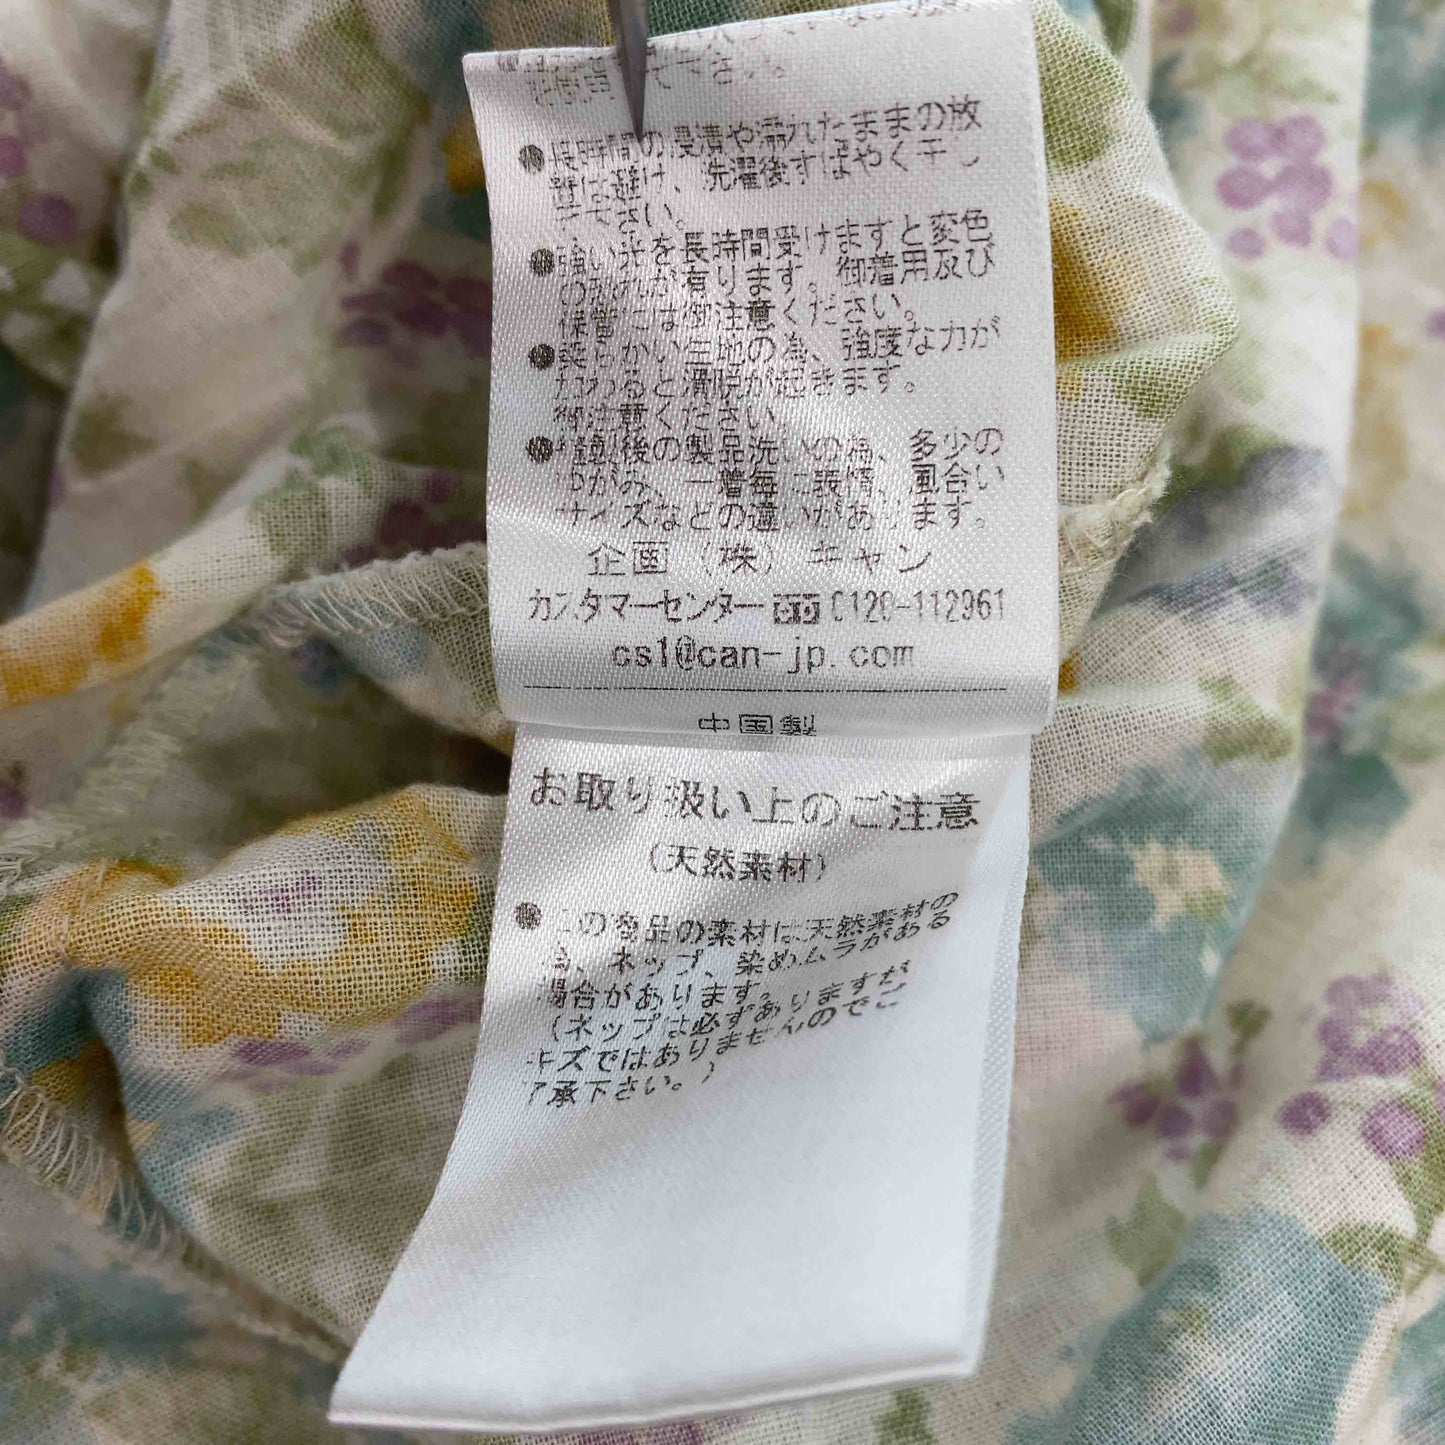 て下さい。
●長時間の浸漬や濡れたままの放
置は避け、洗濯後すばやく干し
て下さい。
●強い光を長時間受けますと変色
の恐れが有ります。御着用及び
保管には御注意ください。
●柔らかい生地の為、強度な力が
加わると滑脱が起きます。
御注意ください。
●縫製後の製品洗いの為、多少の
ゆがみ、一着毎に表情、風合い
サイズなどの違いがあります。
企画（株）キャン
カスタマーセンター 0120-112961
cs1@can-jp.com
中国製
お取り扱い上のご注意
（天然素材）
●この商品の素材は天然素材の
為、ネップ、染めムラがある
場合があります。
（ネップは必ずありますが
キズではありませんのでご
了承下さい。）